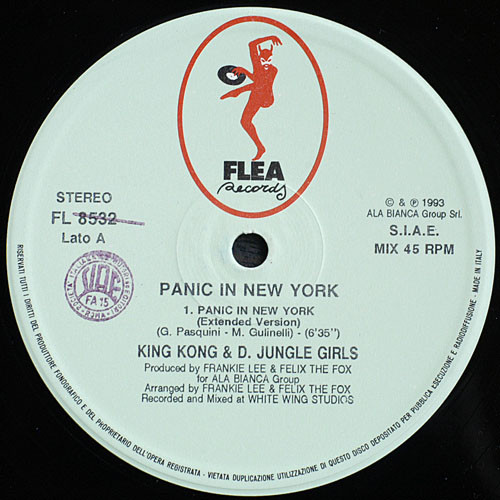 FLEA
Records
STEREO
FL 8532
Lato A
© & ℗ 1993
ALA BIANCA Group Srl.
S.I.A.E.
MIX 45 RPM
FA 15
PANIC IN NEW YORK
1. PANIC IN NEW YORK
(Extended Version)
(G. Pasquini - M. Gulinelli) - (6'35")
KING KONG & D. JUNGLE GIRLS
Produced by FRANKIE LEE & FELIX THE FOX
for ALA BIANCA Group
Arranged by FRANKIE LEE & FELIX THE FOX
Recorded and Mixed at WHITE WING STUDIOS
RISERVATI TUTTI I DIRITTI DEL PRODUTTORE FONOGRAFICO E DEL PROPRIETARIO DELL'OPERA REGISTRATA - VIETATA DUPLICAZIONE UTILIZZAZIONE DI QUESTO DISCO DEPOSITATO PER PUBBLICA ESECUZIONE E RADIODIFFUSIONE - MADE IN ITALY